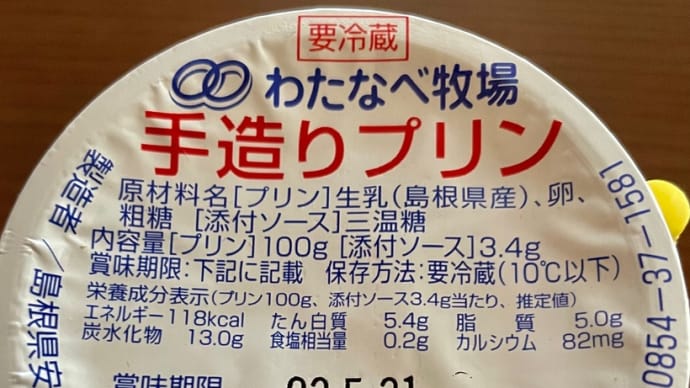 要冷蔵
わたなべ牧場
手造りプリン
原材料名[プリン]生乳(島根県産)、卵、
粗糖 [添付ソース]三温糖
内容量[プリン]100g [添付ソース]3.4g
賞味期限:下記に記載 保存方法:要冷蔵(10℃以下)
栄養成分表示(プリン100g、添付ソース3.4g当たり、推定値)
エネルギー118kcal たん白質 5.4g 脂質 5.0g
炭水化物 13.0g 食塩相当量 0.2g カルシウム 82mg
賞味期限
製造者/島根県安
0854-37-1581